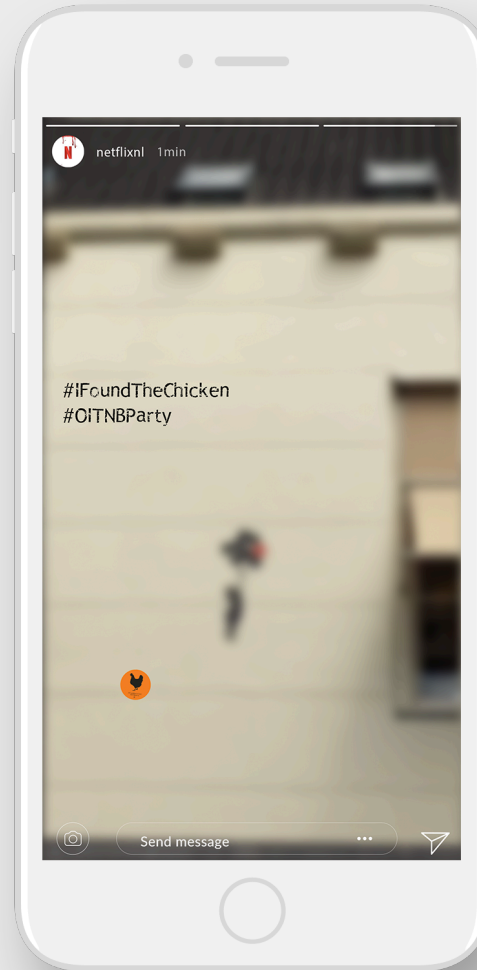 N
netflixnl 1min
#IFoundTheChicken
#OITNBParty
Send message